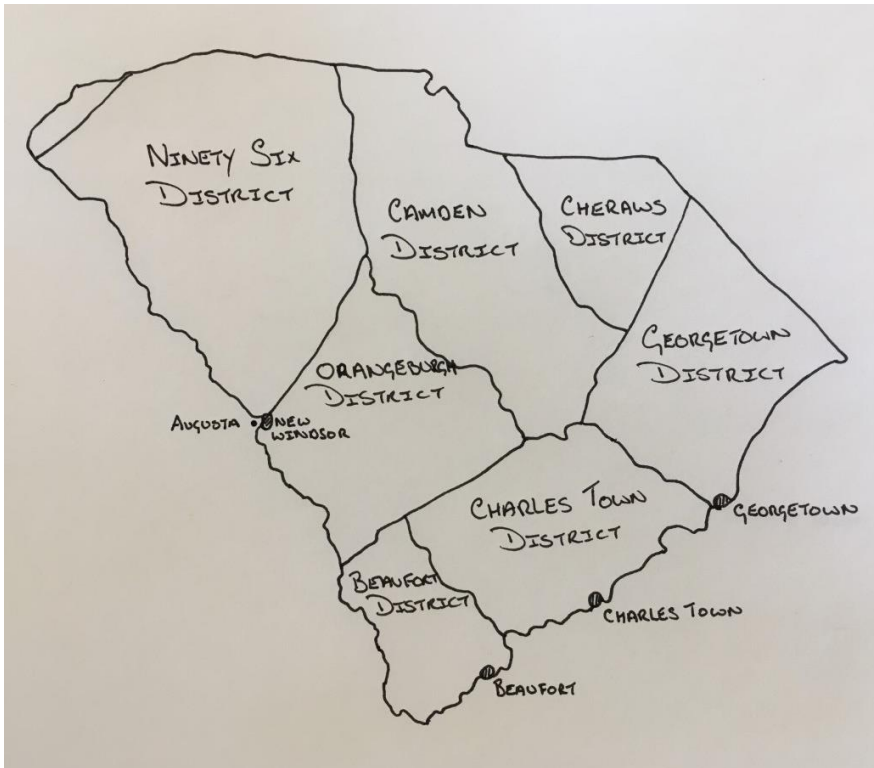 NINETY SIX
DISTRICT
CAMDEN
DISTRICT
CHERAWS
DISTRICT
GEORGETOWN
DISTRICT
ORANGEBURGH
DISTRICT
AUGUSTA
NEW
WINDSOR
CHARLES TOWN
DISTRICT
GEORGETOWN
BEAUFORT
DISTRICT
CHARLES TOWN
BEAUFORT